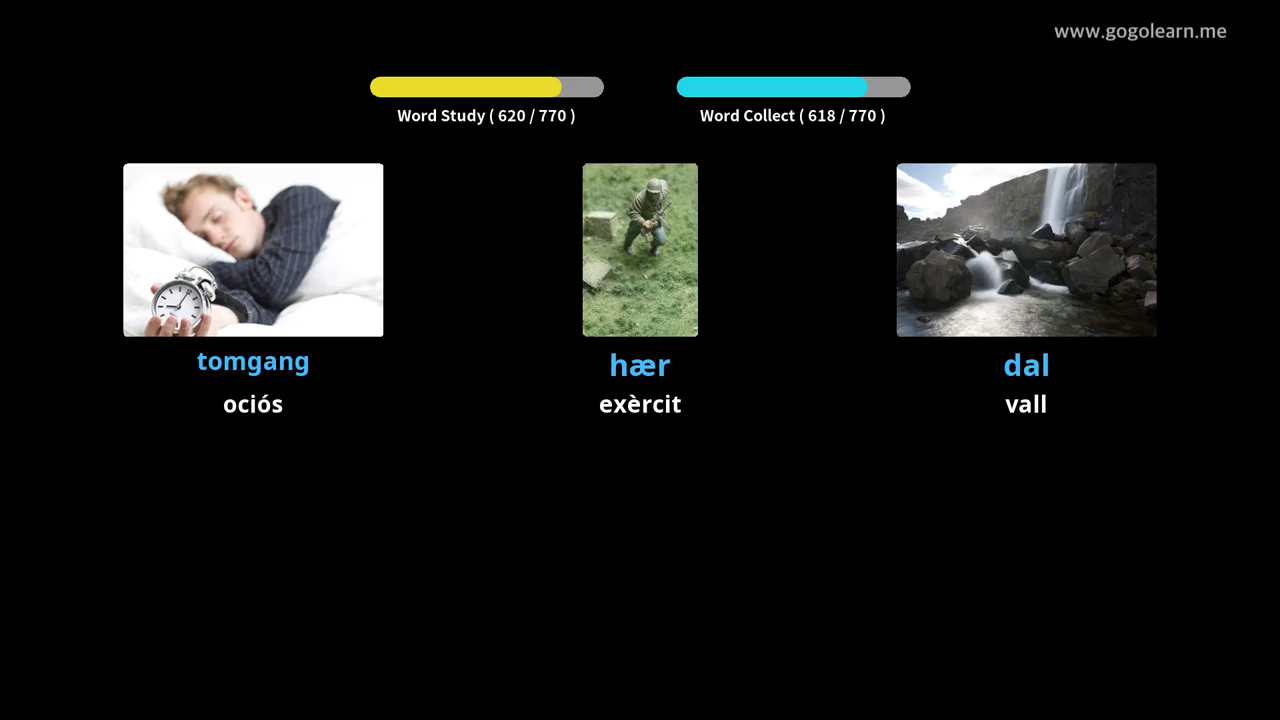 www.gogolearn.me
Word Study ( 620 / 770 )
Word Collect ( 618 / 770 )
tomgang
hær
dal
ociós
exèrcit
vall